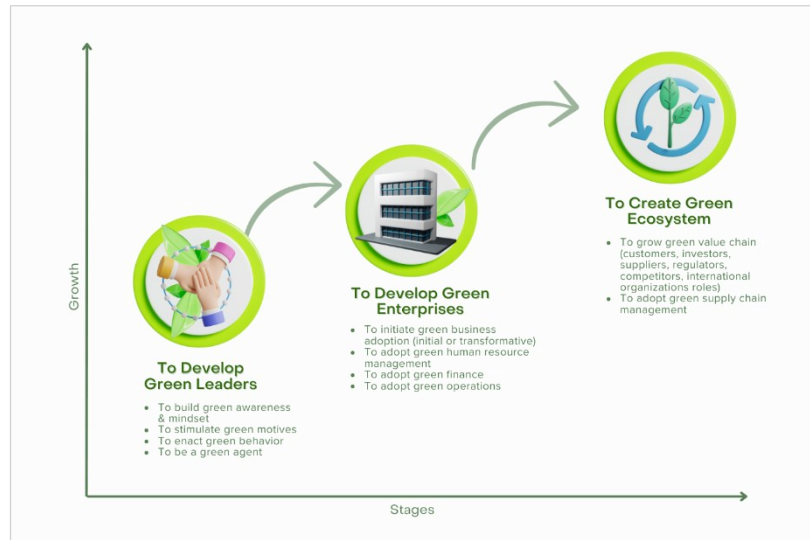 Growth
To Develop
Green Leaders
• To build green awareness
& mindset
• To stimulate green motives
• To enact green behavior
• To be a green agent
To Develop Green
Enterprises
• To initiate green business
adoption (initial or transformative)
• To adopt green human resource
management
• To adopt green finance
• To adopt green operations
To Create Green
Ecosystem
• To grow green value chain
(customers, investors,
suppliers, regulators,
competitors, international
organizations roles)
• To adopt green supply chain
management
Stages